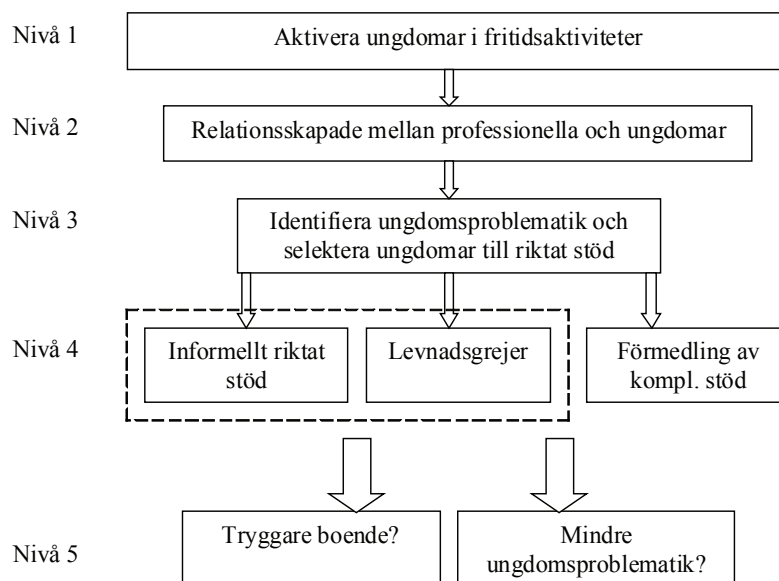 Nivå 1
Aktivera ungdomar i fritidsaktiviteter
Nivå 2
Relationsskapade mellan professionella och ungdomar
Nivå 3
Identifiera ungdomsproblematik och
selektera ungdomar till riktat stöd
Nivå 4
Informellt riktat
stöd
Levnadsgrejer
Förmedling av
kompl. stöd
Nivå 5
Tryggare boende?
Mindre
ungdomsproblematik?